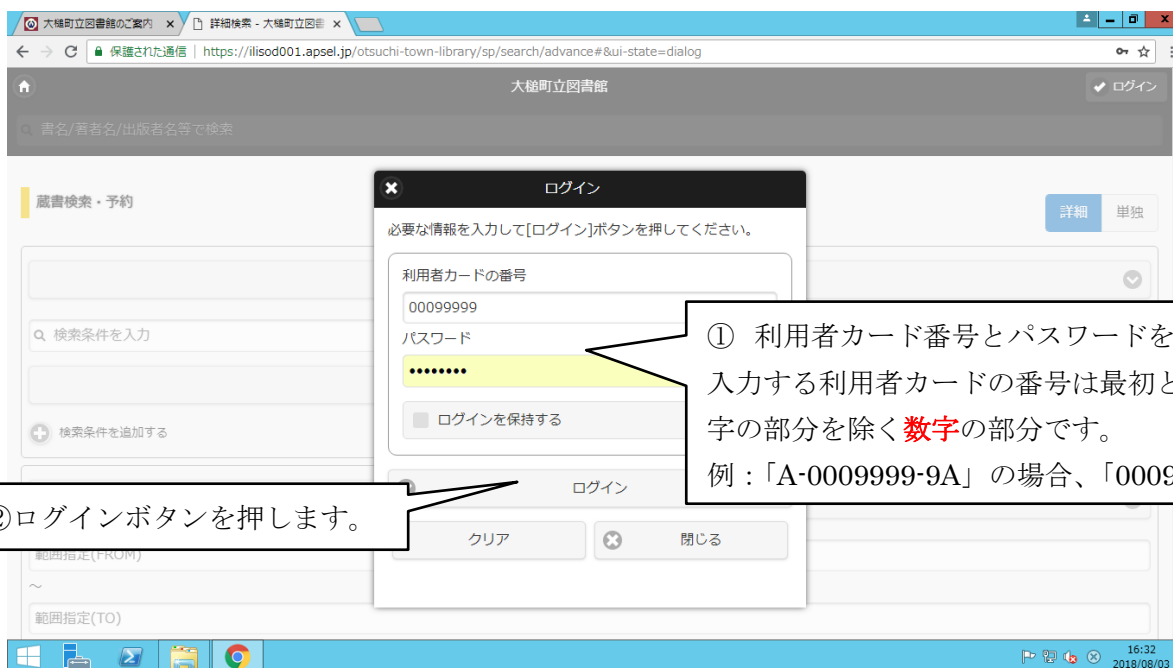 大槌町立図書館のご案内
詳細検索 - 大槌町立図書
保護された通信 | https://ilisod001.apsel.jp/otsuchi-town-library/sp/search/advance#&ui-state=dialog
大槌町立図書館
ログイン
書名/著者名/出版者名等で検索
蔵書検索・予約
詳細
単独
検索条件を入力
検索条件を追加する
ログイン
必要な情報を入力して[ログイン]ボタンを押してください。
利用者カードの番号
00099999
パスワード
••••••••
ログインを保持する
ログイン
クリア
閉じる
① 利用者カード番号とパスワードを
入力する利用者カードの番号は最初と
字の部分を除く数字の部分です。
例：「A-0009999-9A」の場合、「0009
②ログインボタンを押します。
範囲指定(FROM)
～
範囲指定(TO)
16:32
2018/08/03